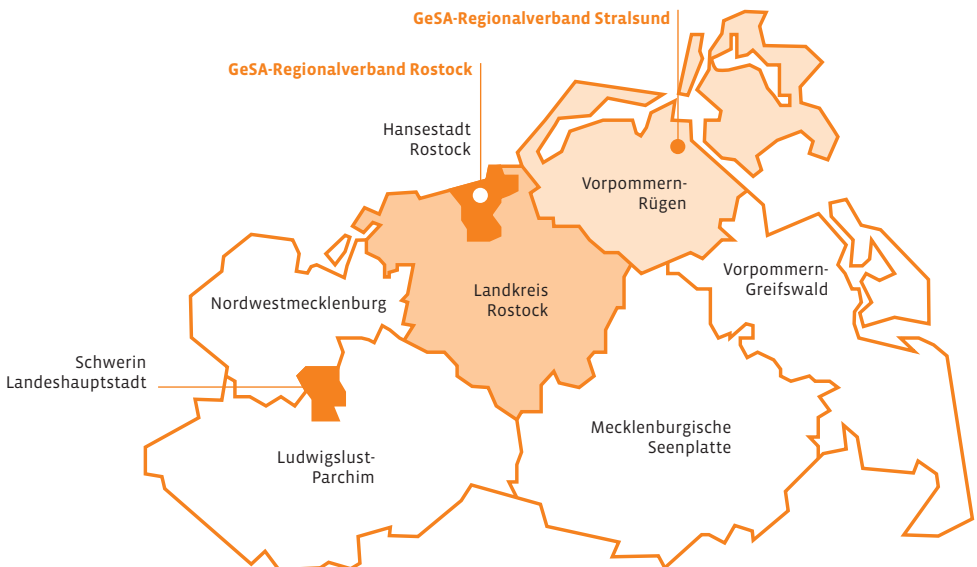 GeSA-Regionalverband Stralsund
GeSA-Regionalverband Rostock
Hansestadt
Rostock
Vorpommern-
Rügen
Vorpommern-
Greifswald
Nordwestmecklenburg
Landkreis
Rostock
Schwerin
Landeshauptstadt
Mecklenburgische
Seenplatte
Ludwigslust-
Parchim